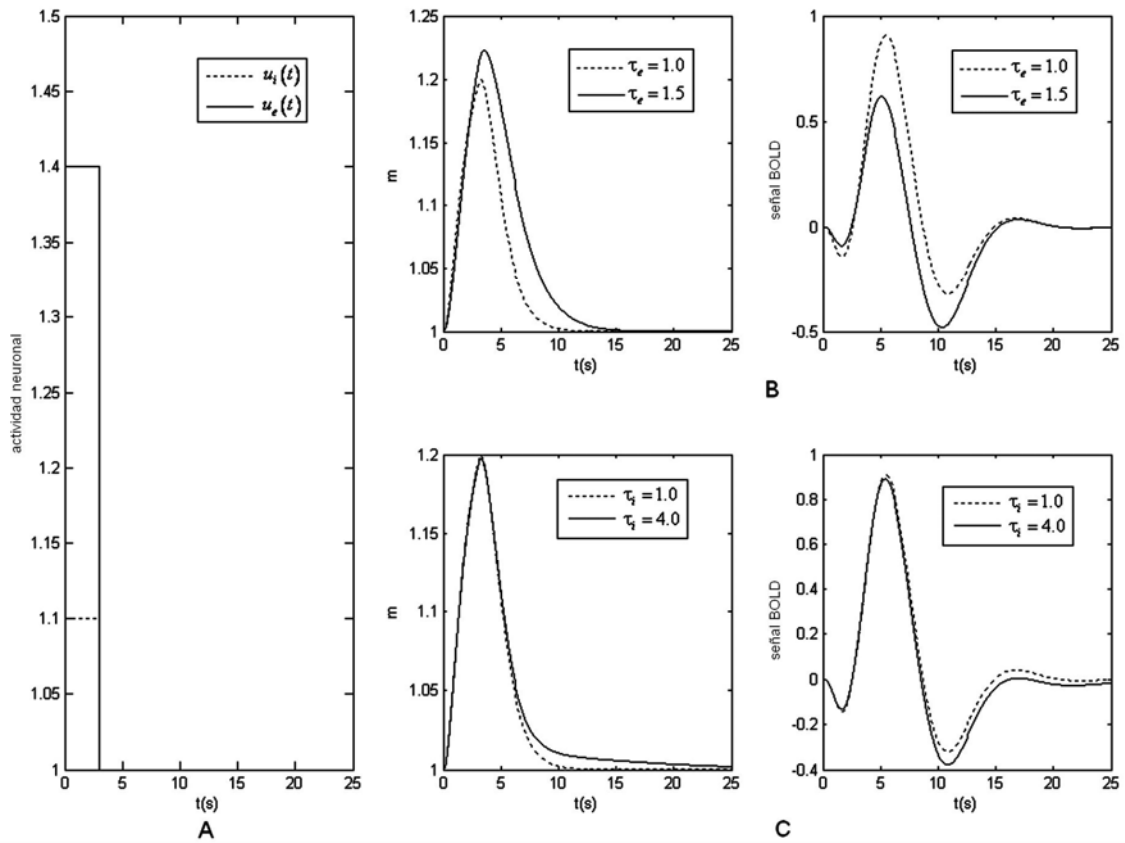 actividad neuronal
1.5
1.45
1.4
1.35
1.3
1.25
1.2
1.15
1.1
1.05
1
u_i(t)
u_e(t)
0 5 10 15 20 25
t(s)
A
m
1.25
1.2
1.15
1.1
1.05
1
τ_e = 1.0
τ_e = 1.5
0 5 10 15 20 25
t(s)
señal BOLD
1
0.5
0
-0.5
τ_e = 1.0
τ_e = 1.5
0 5 10 15 20 25
t(s)
B
m
1.2
1.15
1.1
1.05
1
τ_i = 1.0
τ_i = 4.0
0 5 10 15 20 25
t(s)
señal BOLD
1
0.8
0.6
0.4
0.2
0
-0.2
-0.4
τ_i = 1.0
τ_i = 4.0
0 5 10 15 20 25
t(s)
C